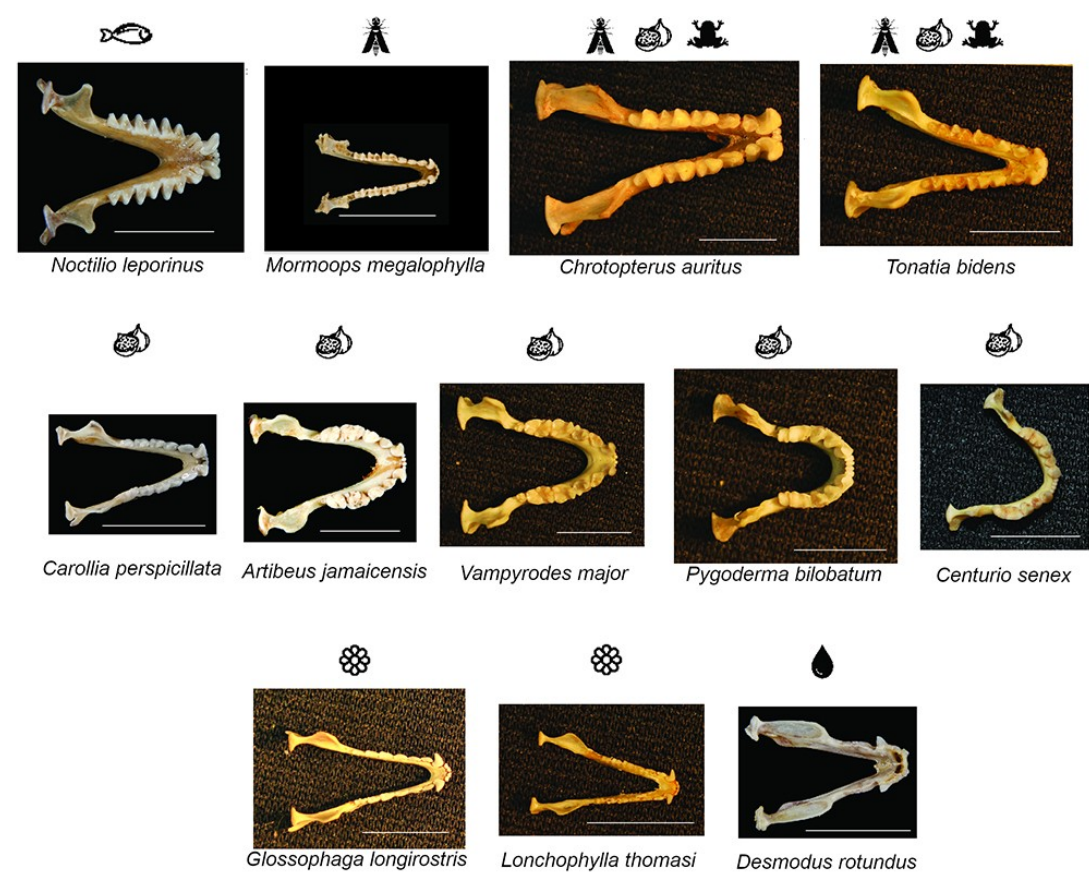 Noctilio leporinus
Mormoops megalophylla
Chrotopterus auritus
Tonatia bidens
Carollia perspicillata
Artibeus jamaicensis
Vampyrodes major
Pygoderma bilobatum
Centurio senex
Glossophaga longirostris
Lonchophylla thomasi
Desmodus rotundus